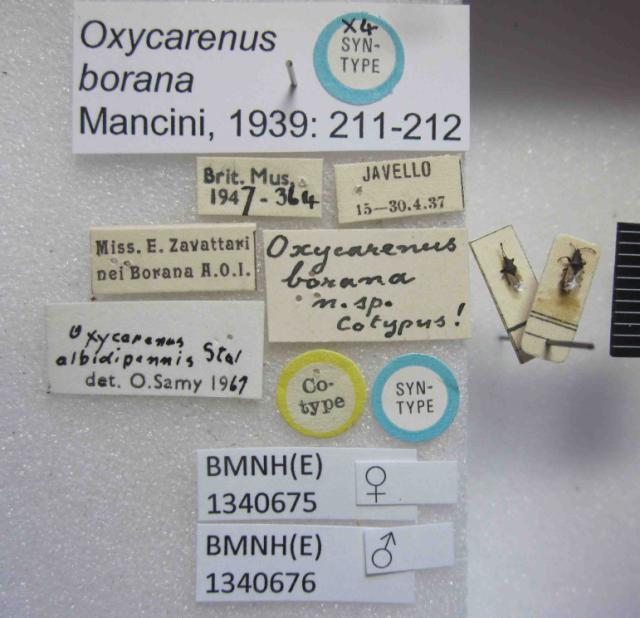 Oxycarenus
borana
Mancini, 1939: 211-212
X4
SYN-
TYPE
Brit. Mus.
1947-364
JAVELLO
15—30.4.37
Miss. E. Zavattari
nei Borana A.O.I.
Oxycarenus
borana
n. sp.
Cotypus!
Oxycarenus
albidipennis Stal
det. O.Samy 1967
Co-
type
SYN-
TYPE
BMNH(E)
1340675
♀
BMNH(E)
1340676
♂